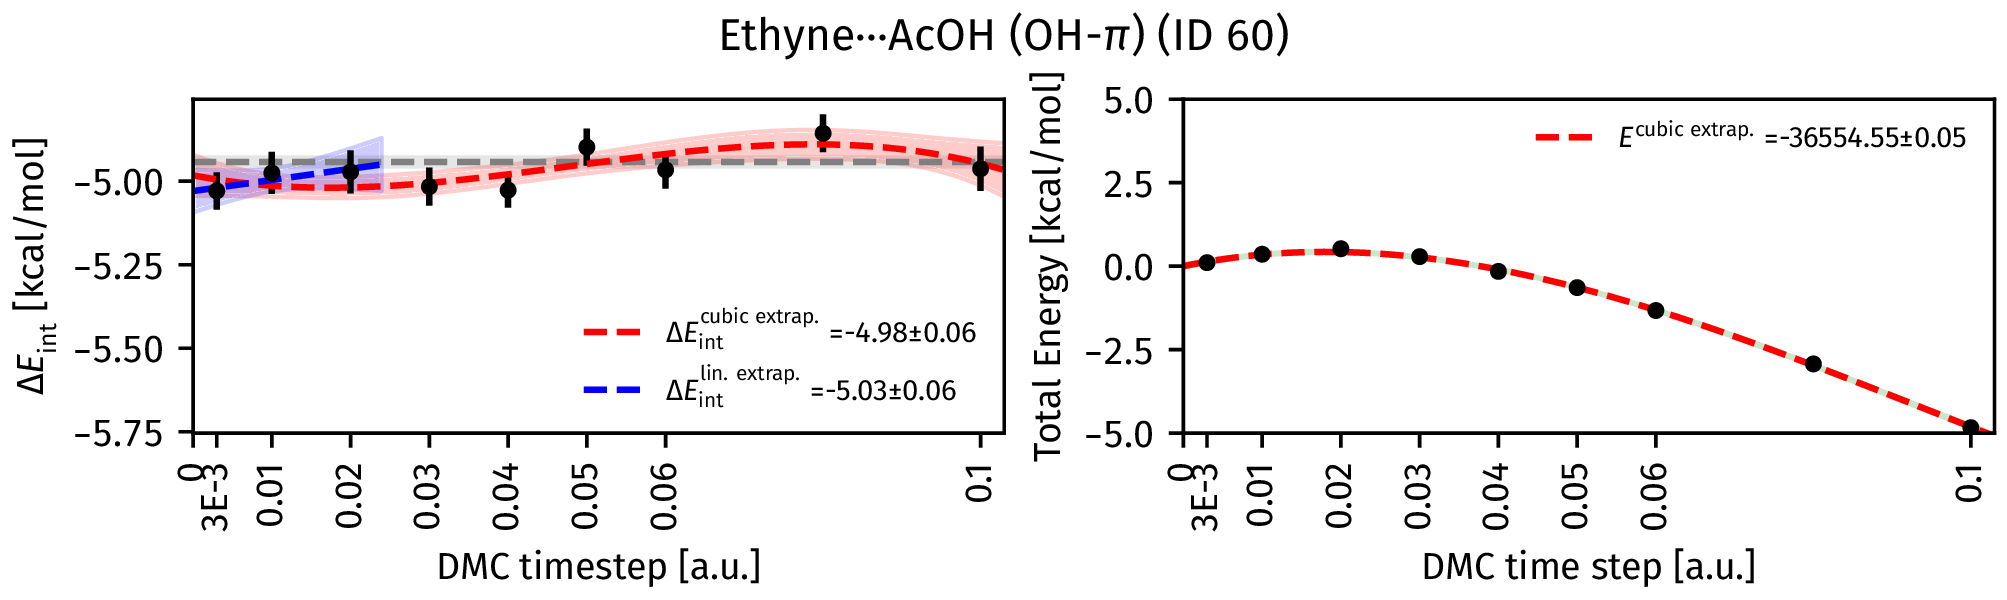 Ethyne···AcOH (OH-π) (ID 60)
ΔE_int [kcal/mol]
−5.00
−5.25
−5.50
−5.75
0
3E-3
0.01
0.02
0.03
0.04
0.05
0.06
0.1
DMC timestep [a.u.]
ΔE_int^cubic extrap. =-4.98±0.06
ΔE_int^lin. extrap. =-5.03±0.06
Total Energy [kcal/mol]
5.0
2.5
0.0
−2.5
−5.0
0
3E-3
0.01
0.02
0.03
0.04
0.05
0.06
0.1
DMC time step [a.u.]
E^cubic extrap. =-36554.55±0.05